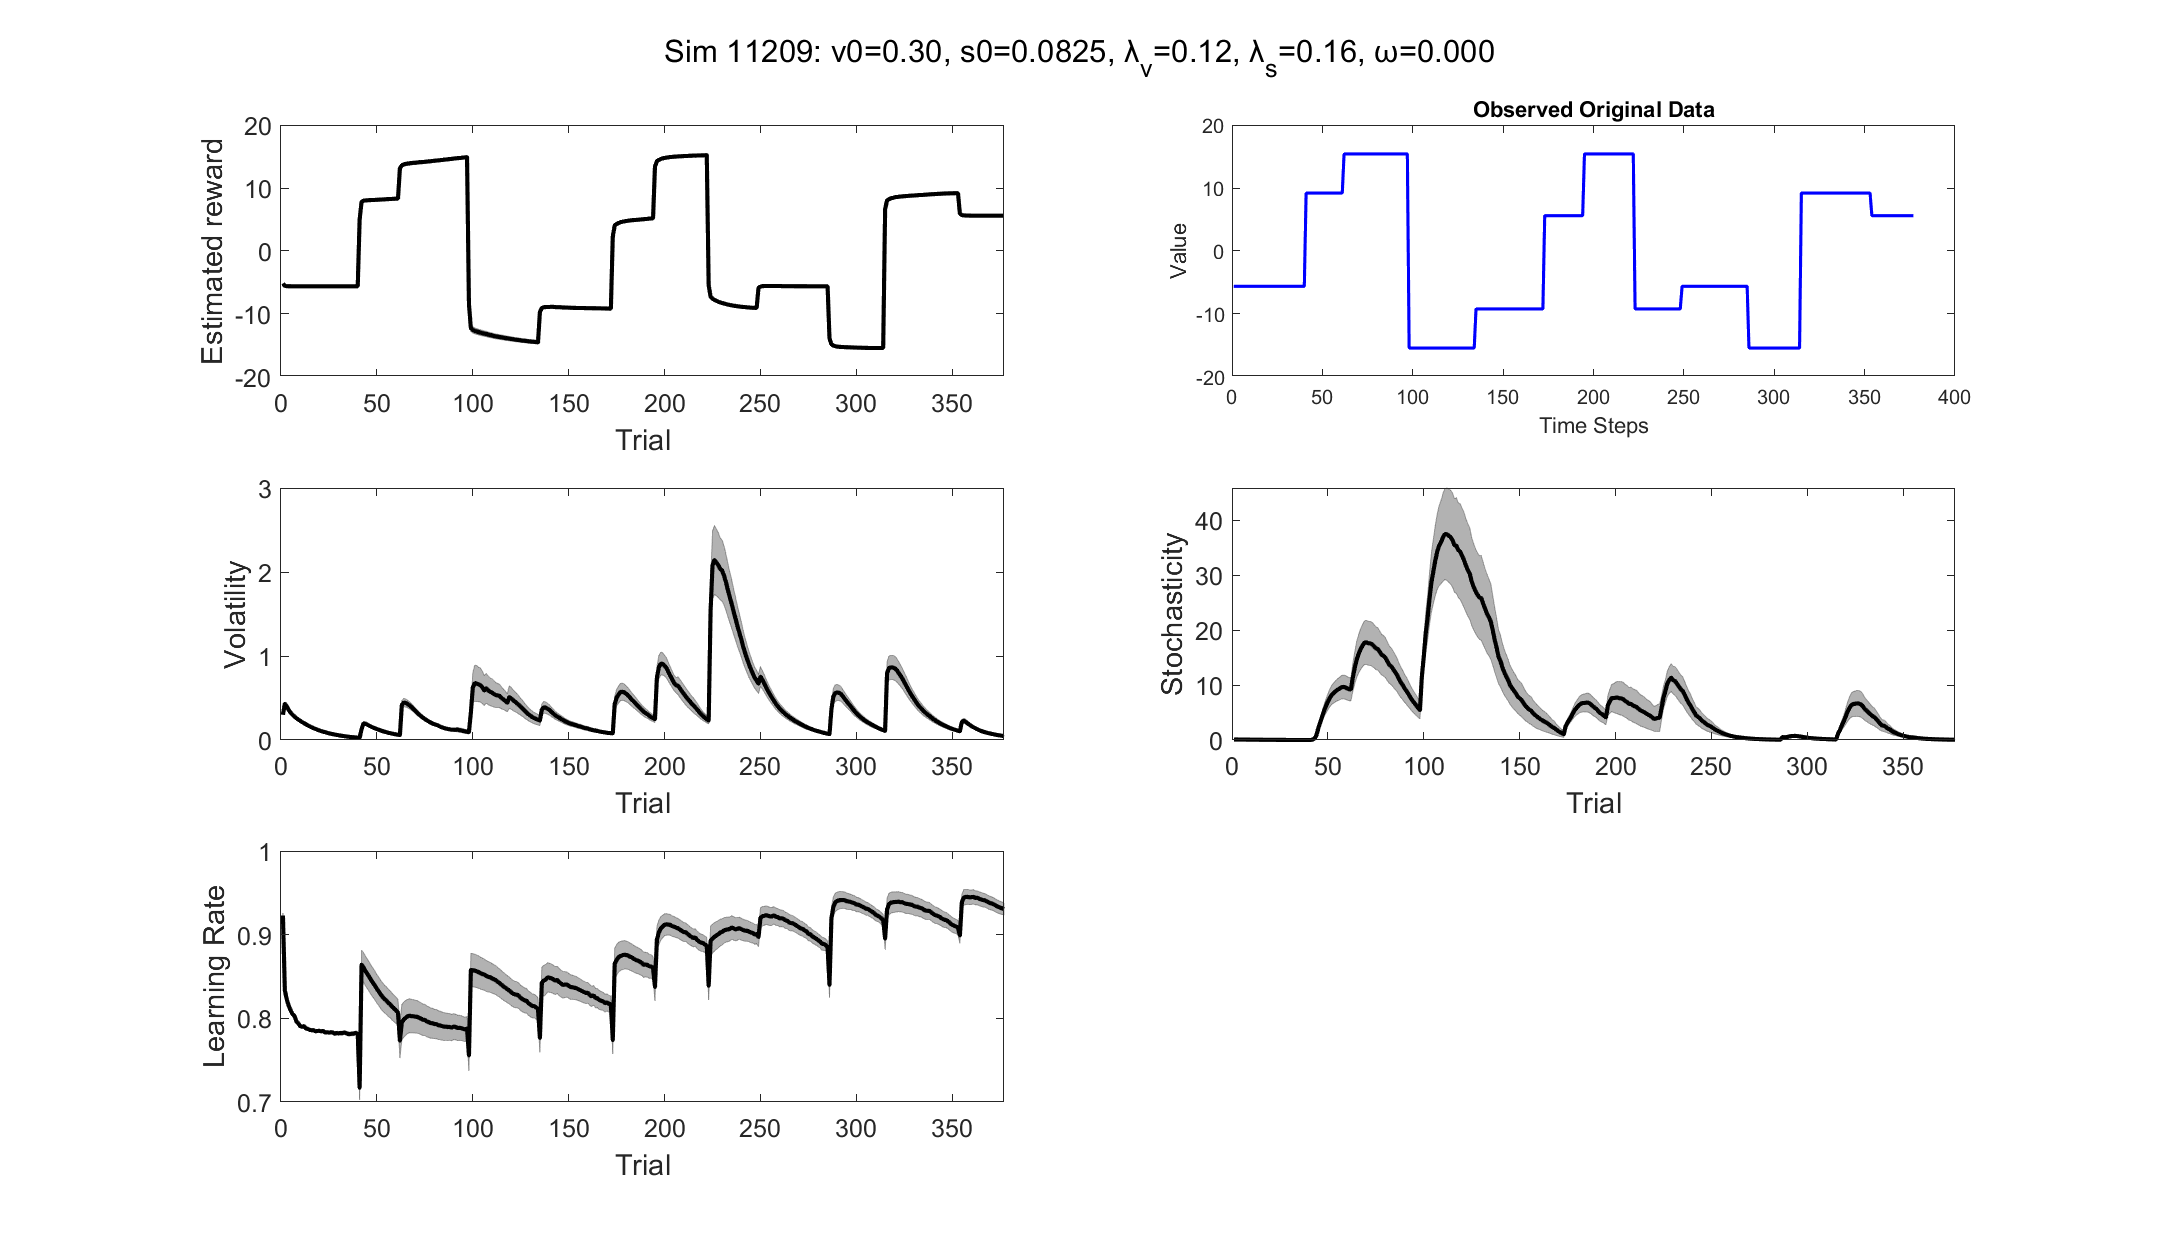 Sim 11209: v0=0.30, s0=0.0825, λv=0.12, λs=0.16, ω=0.000
20
10
0
-10
-20
Estimated reward
0 50 100 150 200 250 300 350
Trial
Observed Original Data
20
10
0
-10
-20
Value
0 50 100 150 200 250 300 350 400
Time Steps
3
2
1
0
Volatility
0 50 100 150 200 250 300 350
Trial
40
30
20
10
0
Stochasticity
0 50 100 150 200 250 300 350
Trial
1
0.9
0.8
0.7
Learning Rate
0 50 100 150 200 250 300 350
Trial